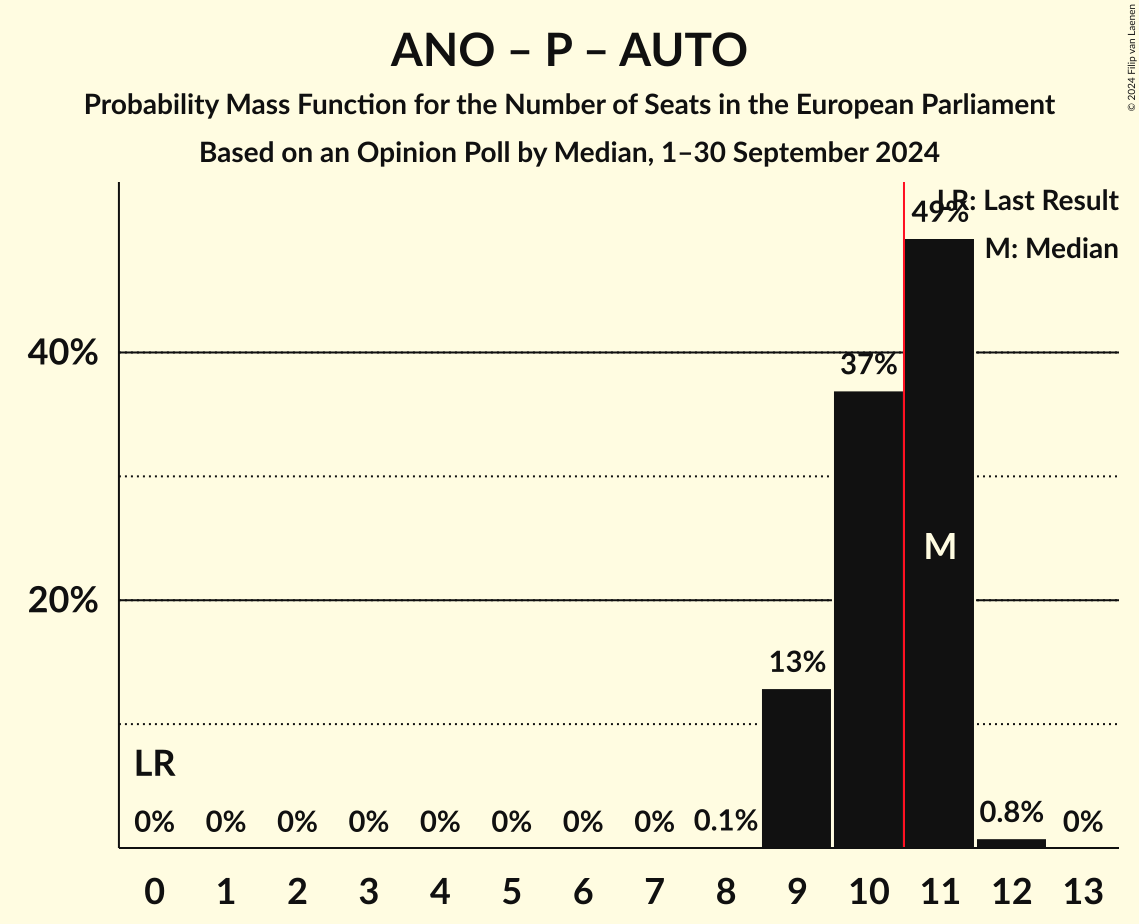 ANO – P – AUTO
Probability Mass Function for the Number of Seats in the European Parliament
Based on an Opinion Poll by Median, 1–30 September 2024
© 2024 Filip van Laenen
LR: Last Result
M: Median
49%
40%
37%
M
20%
13%
LR
0% 0% 0% 0% 0% 0% 0% 0% 0.1% 0.8% 0%
0 1 2 3 4 5 6 7 8 9 10 11 12 13